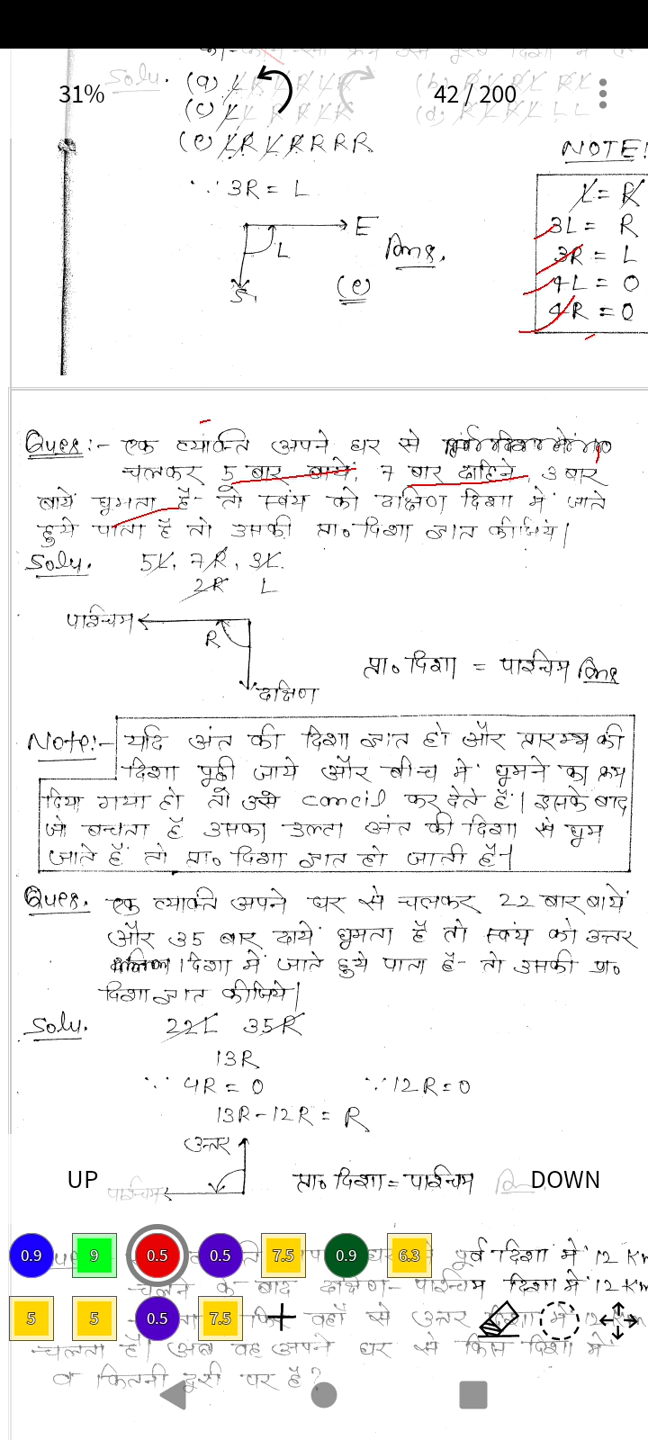 31%
42 / 200
Solu. (a)
(c)
(e) L R L R R R R
∵ 3R = L
E
L
Ans.
(e)
NOTE!
L = R
3L = R
3R = L
4L = 0
4R = 0
Ques:- एक व्यक्ति अपने घर से
चलकर 5 बार बायें, 7 बार दाहिने, 3 बार
बायें घूमता है- तो स्वंय को दक्षिण दिशा में जाते
हुये पाता है तो उसकी प्रा० दिशा ज्ञात कीजिये।
Solu. 5L, 7R, 3L.
2R L
पश्चिम
R
दक्षिण
प्रा० दिशा = पश्चिम Ans
Note:- यदि अंत की दिशा ज्ञात हो और प्रारम्भ की
दिशा पूछी जाये और बीच में घूमने का क्रम
दिया गया हो तो उसे cancil कर देते हैं। इसके बाद
जो बचता है उसका उल्टा अंत की दिशा से घूम
जाते हैं तो प्रा० दिशा ज्ञात हो जाती है।
Ques. एक व्यक्ति अपने घर से चलकर 22 बार बायें
और 35 बार दायें घूमता है तो स्वंय को उत्तर
दिशा में जाते हुये पाता है- तो उसकी प्रा०
दिशा ज्ञात कीजिये।
Solu. 22L 35R
13R
∵ 4R = 0 ∵ 12R = 0
13R - 12R = R
उत्तर
UP
पश्चिम
प्रा० दिशा = पश्चिम
DOWN
0.9 9 0.5 0.5 7.5 0.9 6.3
पूर्व दिशा में 12 Km
चलने के बाद दक्षिण- पश्चिम दिशा में 12 Km
5 5 0.5 7.5
वहाँ से उत्तर दिशा में 12
चलता है। अब वह अपने घर से किस दिशा में
व कितनी दूरी पर है?